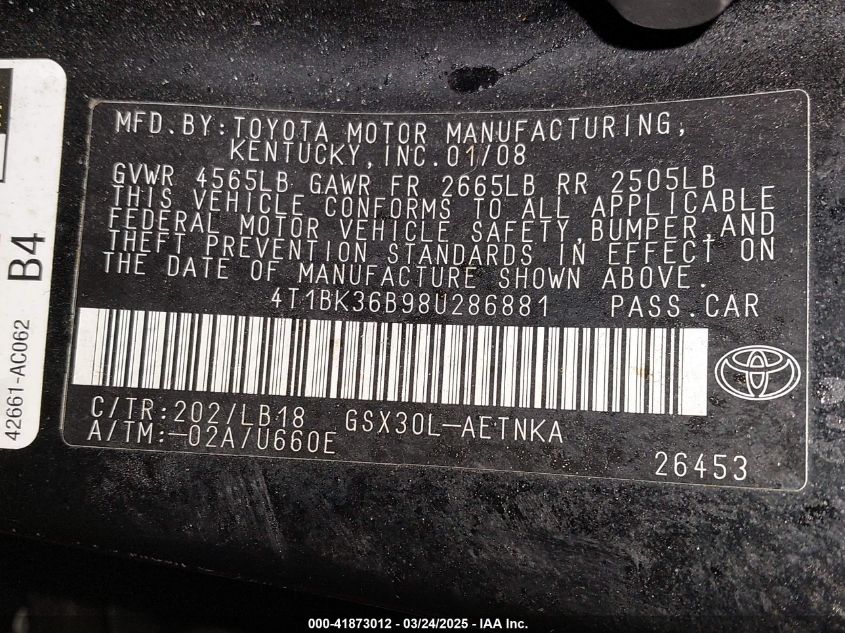 MFD.BY:TOYOTA MOTOR MANUFACTURING,
KENTUCKY,INC.01/08
GVWR 4565LB GAWR FR 2665LB RR 2505LB
THIS VEHICLE CONFORMS TO ALL APPLICABLE
FEDERAL MOTOR VEHICLE SAFETY,BUMPER,AND
THEFT PREVENTION STANDARDS IN EFFECT ON
THE DATE OF MANUFACTURE SHOWN ABOVE.
4T1BK36B98U286881 PASS.CAR
C/TR:202/LB18 GSX30L-AETNKA
A/TM:-02A/U660E
26453
B4
42661-AC062
000-41873012 - 03/24/2025 - IAA Inc.